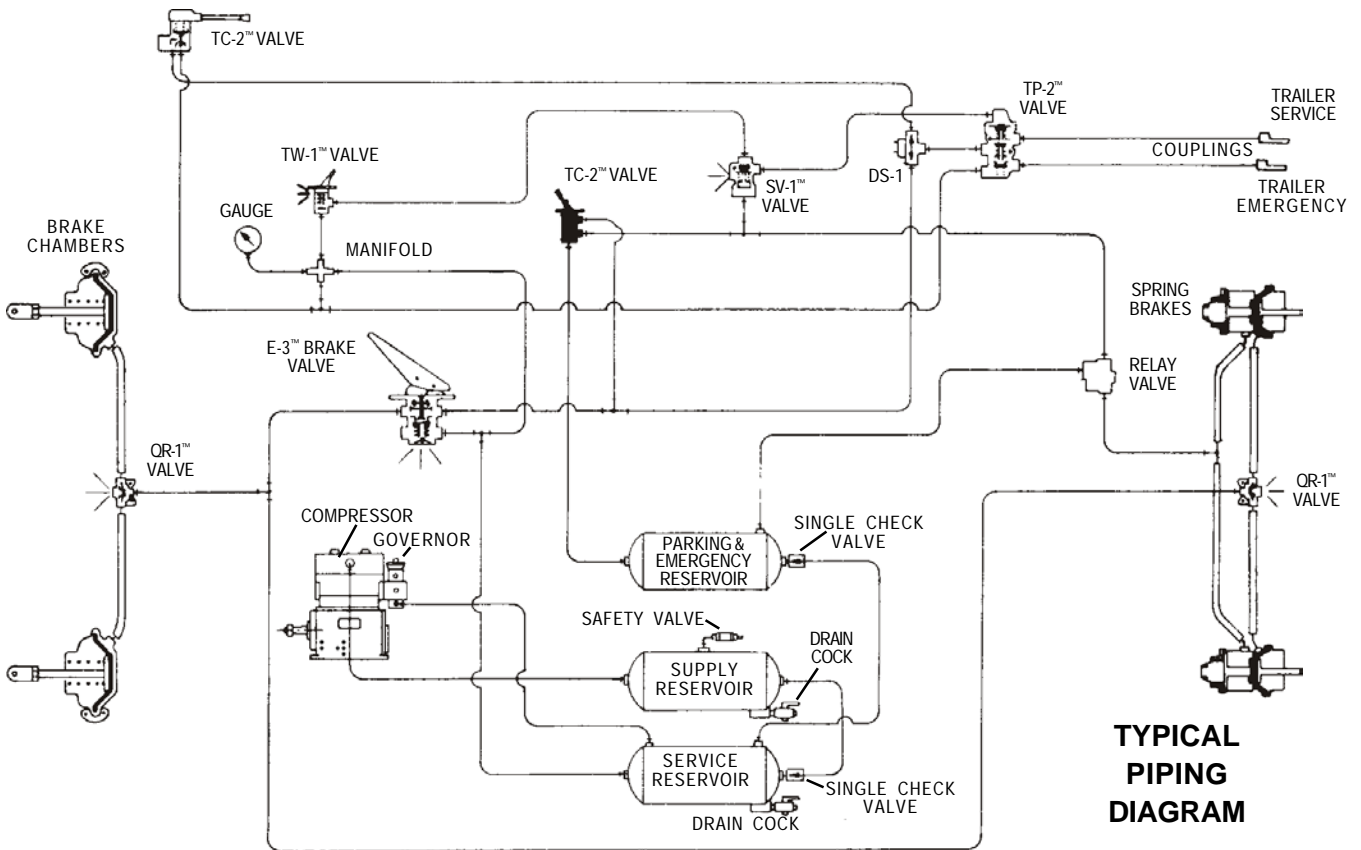 TC-2™ VALVE
TP-2™
VALVE
TRAILER
SERVICE
COUPLINGS
TRAILER
EMERGENCY
TW-1™ VALVE
TC-2™ VALVE
SV-1™
VALVE
DS-1
GAUGE
MANIFOLD
BRAKE
CHAMBERS
SPRING
BRAKES
E-3™ BRAKE
VALVE
RELAY
VALVE
QR-1™
VALVE
QR-1™
VALVE
COMPRESSOR
GOVERNOR
SINGLE CHECK
VALVE
PARKING &
EMERGENCY
RESERVOIR
SAFETY VALVE
DRAIN
COCK
SUPPLY
RESERVOIR
SERVICE
RESERVOIR
SINGLE CHECK
VALVE
DRAIN COCK
TYPICAL
PIPING
DIAGRAM